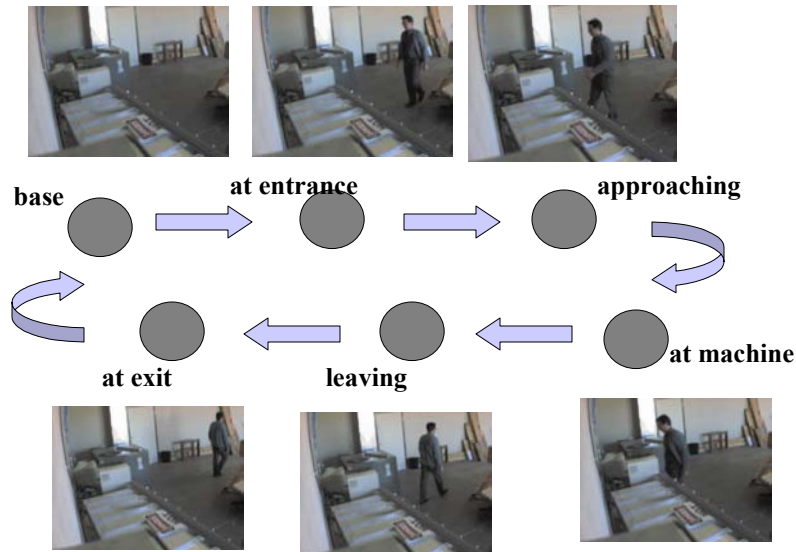 base
at entrance
approaching
at exit
leaving
at machine